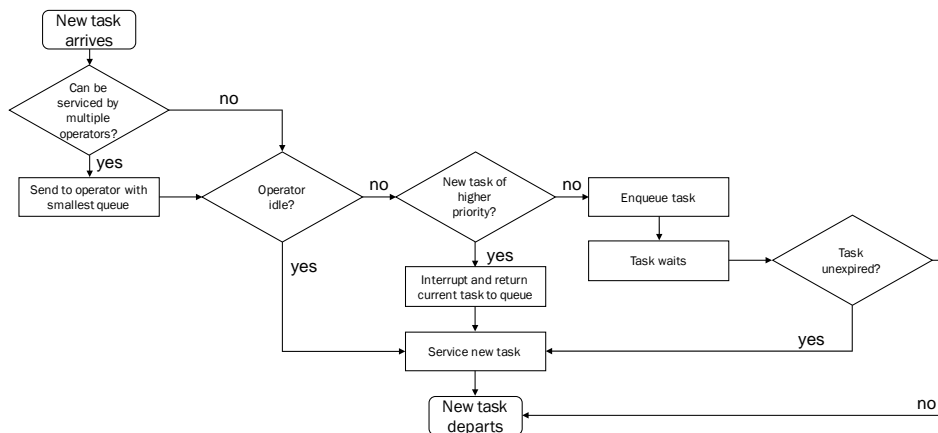 New task
arrives
Can be
serviced by
multiple
operators?
no
yes
Send to operator with
smallest queue
Operator
idle?
no
New task of
higher
priority?
no
Enqueue task
Task waits
Task
unexpired?
yes
yes
Interrupt and return
current task to queue
Service new task
yes
New task
departs
no